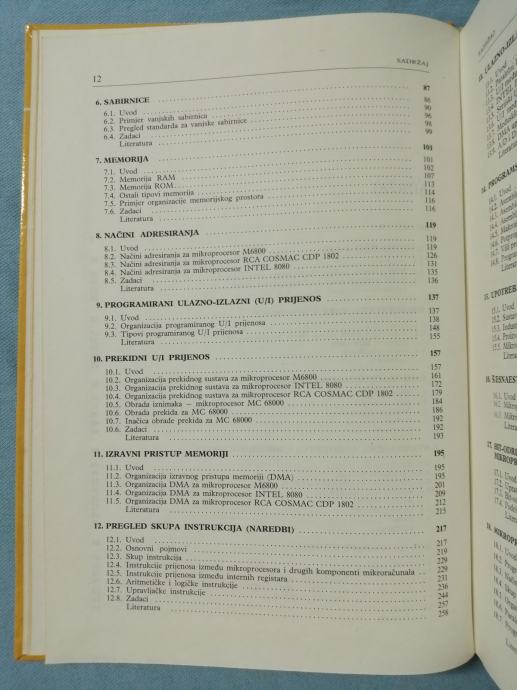 12 SADRŽAJ
6. SABIRNICE 87
6.1. Uvod 86
6.2. Primjer vanjskih sabirnica 90
6.3. Pregled standarda za vanjske sabirnice 96
6.4. Zadaci 98
Literatura 99
7. MEMORIJA 101
7.1. Uvod 101
7.2. Memorija RAM 102
7.3. Memorija ROM 107
7.4. Ostali tipovi memorija 113
7.5. Primjer organizacije memorijskog prostora 114
7.6. Zadaci 116
Literatura 116
8. NAČINI ADRESIRANJA 119
8.1. Uvod 119
8.2. Načini adresiranja za mikroprocesor M6800 119
8.3. Načini adresiranja za mikroprocesor RCA COSMAC CDP 1802 126
8.4. Načini adresiranja za mikroprocesor INTEL 8080 131
8.5. Zadaci 135
Literatura 136
9. PROGRAMIRANI ULAZNO-IZLAZNI (U/I) PRIJENOS 137
9.1. Uvod 137
9.2. Organizacija programiranog U/I prijenosa 138
9.3. Tipovi programiranog U/I prijenosa 148
Literatura 155
10. PREKIDNI U/I PRIJENOS 157
10.1. Uvod 157
10.2. Organizacija prekidnog sustava za mikroprocesor M6800 161
10.3. Organizacija prekidnog sustava za mikroprocesor INTEL 8080 172
10.4. Organizacija prekidnog sustava za mikroprocesor RCA COSMAC CDP 1802 179
10.5. Obrada iznimaka — mikroprocesor MC 68000 184
10.6. Obrada prekida za MC 68000 186
10.7. Inačica obrade prekida za MC 68000 192
10.6. Zadaci 192
Literatura 193
11. IZRAVNI PRISTUP MEMORIJI 195
11.1. Uvod 195
11.2. Organizacija izravnog pristupa memoriji (DMA) 195
11.3. Organizacija DMA za mikroprocesor M6800 201
11.4. Organizacija DMA za mikroprocesor INTEL 8080 209
11.5. Organizacija DMA za mikroprocesor RCA COSMAC CDP 1802 212
Literatura 215
12. PREGLED SKUPA INSTRUKCIJA (NAREDBI) 217
12.1. Uvod 217
12.2. Osnovni pojmovi 219
12.3. Skup instrukcija 229
12.4. Instrukcije prijenosa između mikroprocesora i drugih komponenti mikroračunala 229
12.5. Instrukcije prijenosa između internih registara 231
12.6. Aritmetičke i logičke instrukcije 236
12.7. Upravljačke instrukcije 244
12.8. Zadaci 257
Literatura 258